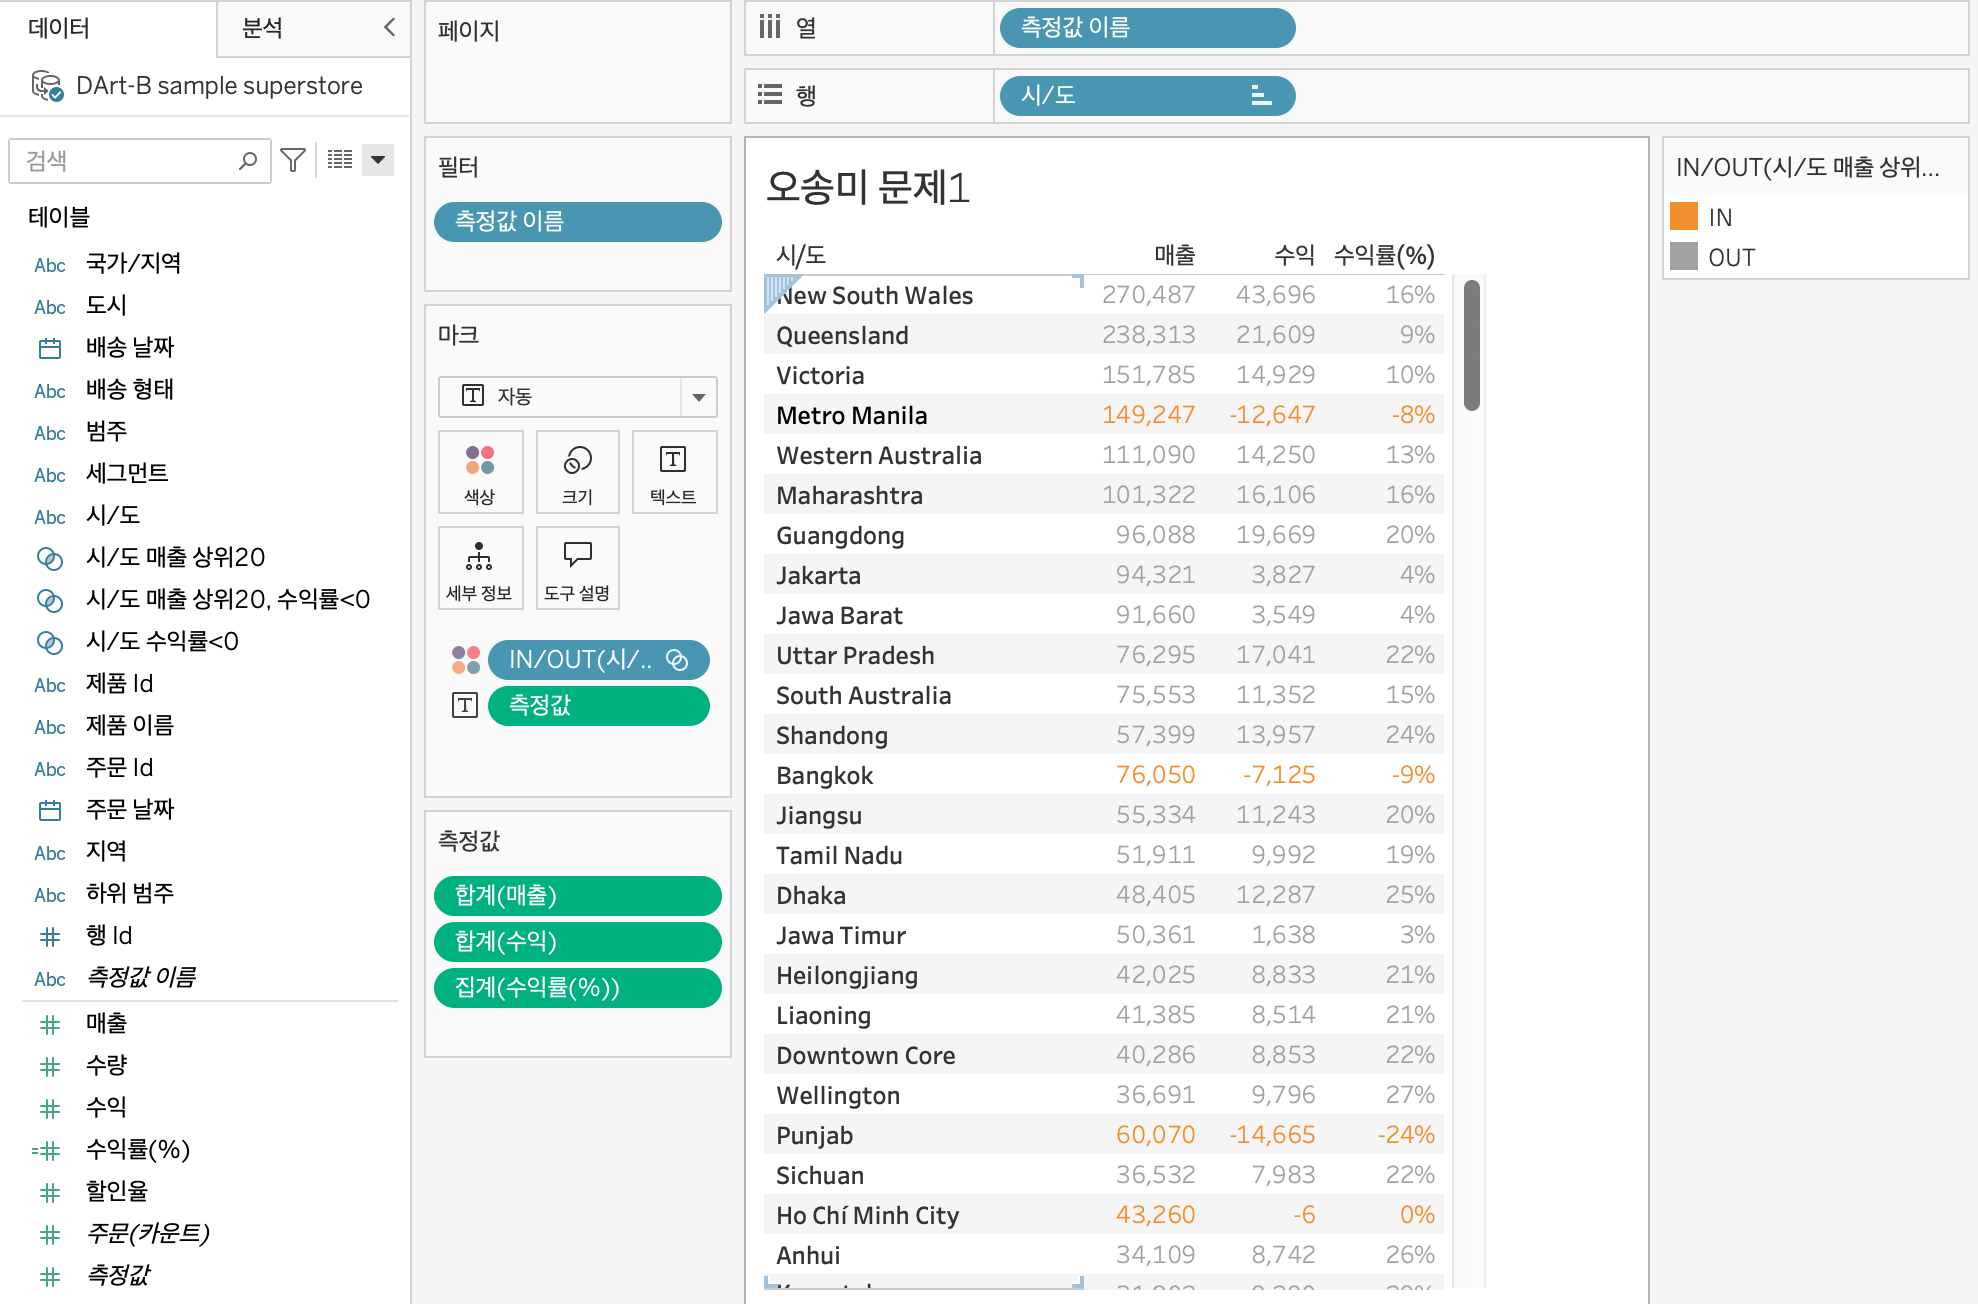 데이터
분석
DArt-B sample superstore
검색
테이블
Abc 국가/지역
Abc 도시
배송 날짜
Abc 배송 형태
Abc 범주
Abc 세그먼트
Abc 시/도
시/도 매출 상위20
시/도 매출 상위20, 수익률<0
시/도 수익률<0
Abc 제품 Id
Abc 제품 이름
Abc 주문 Id
주문 날짜
Abc 지역
Abc 하위 범주
행 Id
Abc 측정값 이름
매출
수량
수익
수익률(%)
할인율
주문(카운트)
측정값
페이지
필터
측정값 이름
마크
자동
색상 크기 텍스트
세부 정보 도구 설명
IN/OUT(시/..
측정값
측정값
합계(매출)
합계(수익)
집계(수익률(%))
열 측정값 이름
행 시/도
오송미 문제1
시/도 매출 수익 수익률(%)
New South Wales 270,487 43,696 16%
Queensland 238,313 21,609 9%
Victoria 151,785 14,929 10%
Metro Manila 149,247 -12,647 -8%
Western Australia 111,090 14,250 13%
Maharashtra 101,322 16,106 16%
Guangdong 96,088 19,669 20%
Jakarta 94,321 3,827 4%
Jawa Barat 91,660 3,549 4%
Uttar Pradesh 76,295 17,041 22%
South Australia 75,553 11,352 15%
Shandong 57,399 13,957 24%
Bangkok 76,050 -7,125 -9%
Jiangsu 55,334 11,243 20%
Tamil Nadu 51,911 9,992 19%
Dhaka 48,405 12,287 25%
Jawa Timur 50,361 1,638 3%
Heilongjiang 42,025 8,833 21%
Liaoning 41,385 8,514 21%
Downtown Core 40,286 8,853 22%
Wellington 36,691 9,796 27%
Punjab 60,070 -14,665 -24%
Sichuan 36,532 7,983 22%
Ho Chí Minh City 43,260 -6 0%
Anhui 34,109 8,742 26%
IN/OUT(시/도 매출 상위...
IN
OUT